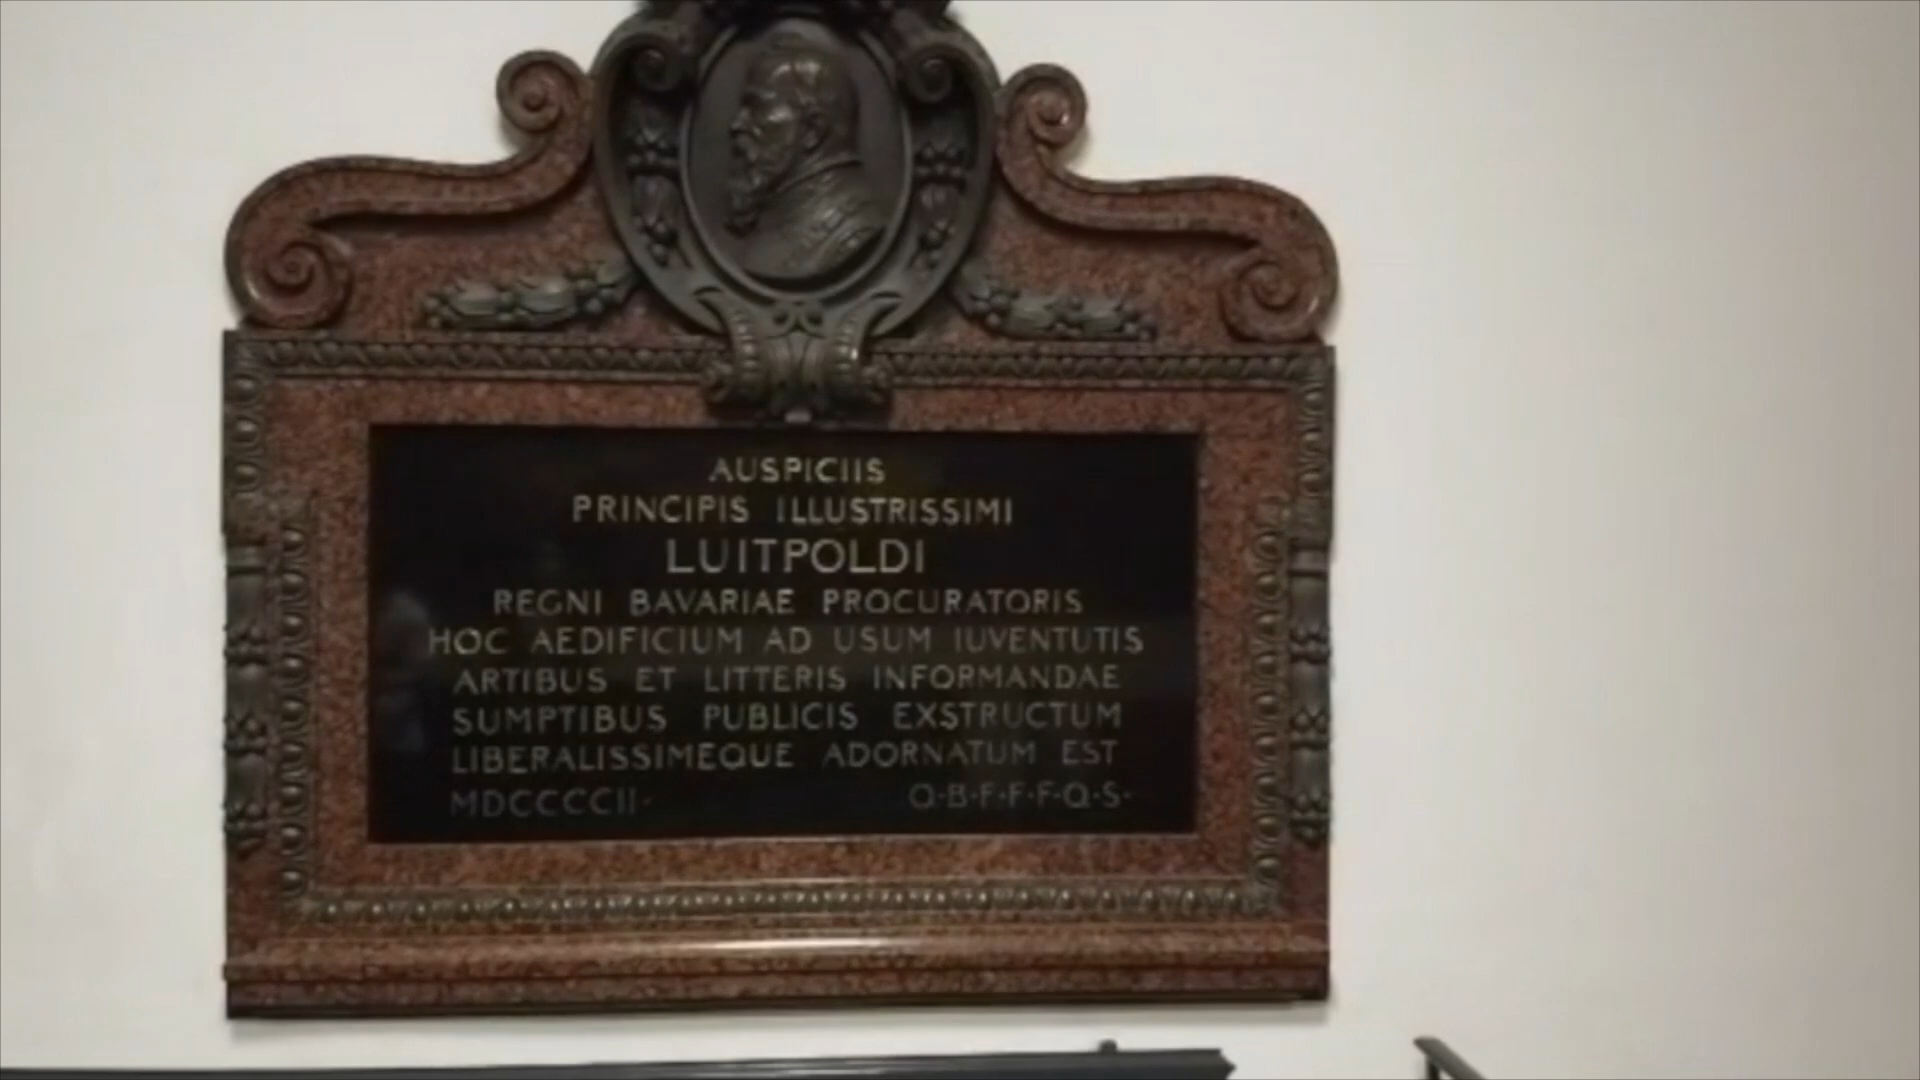 AUSPICIIS
PRINCIPIS ILLUSTRISSIMI
LUITPOLDI
REGNI BAVARIAE PROCURATORIS
HOC AEDIFICIUM AD USUM IUVENTUTIS
ARTIBUS ET LITTERIS INFORMANDAE
SUMPTIBUS PUBLICIS EXSTRUCTUM
LIBERALISSIMEQUE ADORNATUM EST
MDCCCCII· Q·B·F·F·F·Q·S·